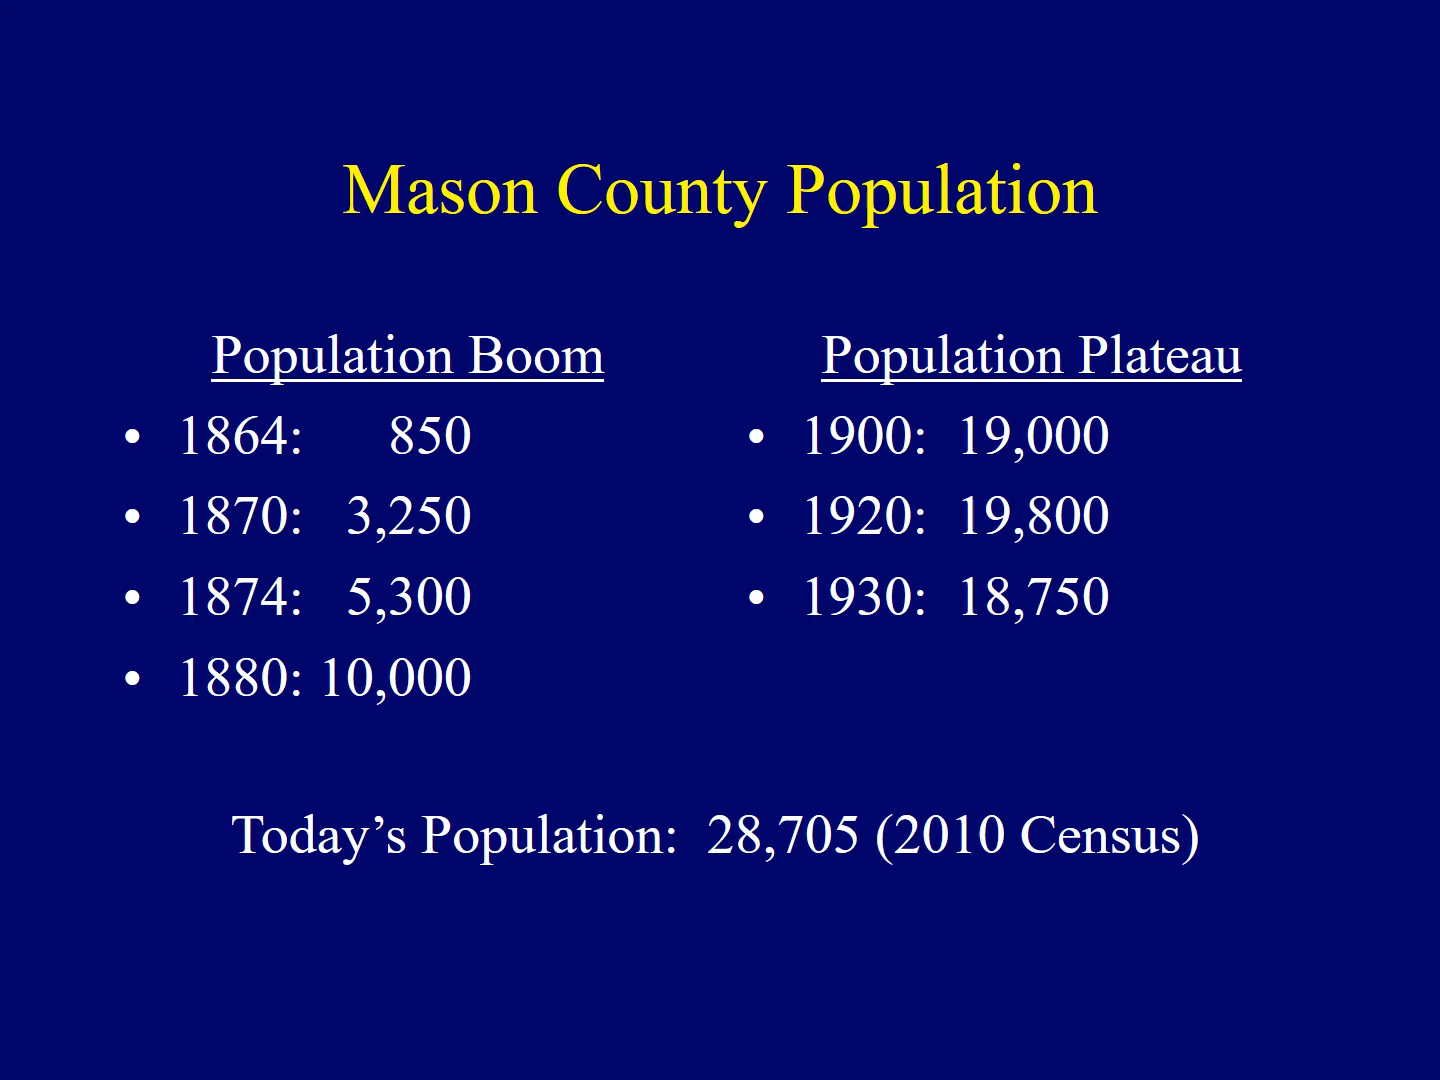 Mason County Population
Population Boom
• 1864: 850
• 1870: 3,250
• 1874: 5,300
• 1880: 10,000
Population Plateau
• 1900: 19,000
• 1920: 19,800
• 1930: 18,750
Today’s Population: 28,705 (2010 Census)